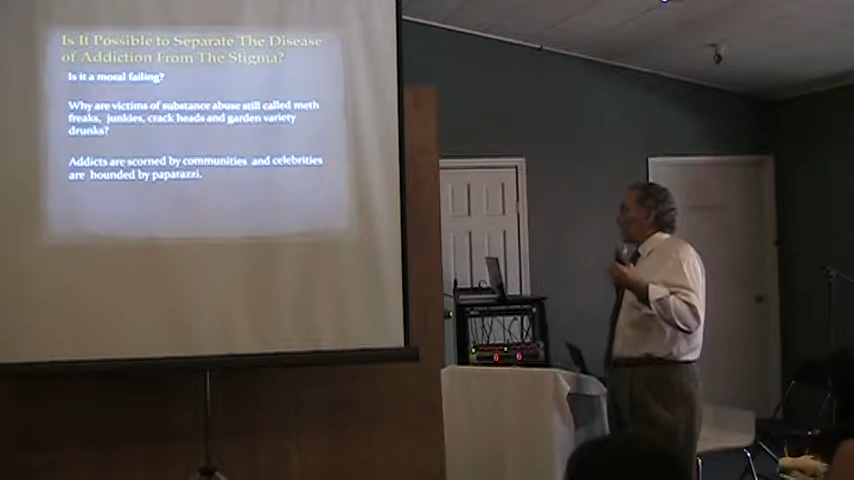 Is It Possible to Separate The Disease
of Addiction From The Stigma?
Is it a moral failing?
Why are victims of substance abuse still called meth
freaks, junkies, crack heads and garden variety
drunks?
Addicts are scorned by communities and celebrities
are hounded by paparazzi.